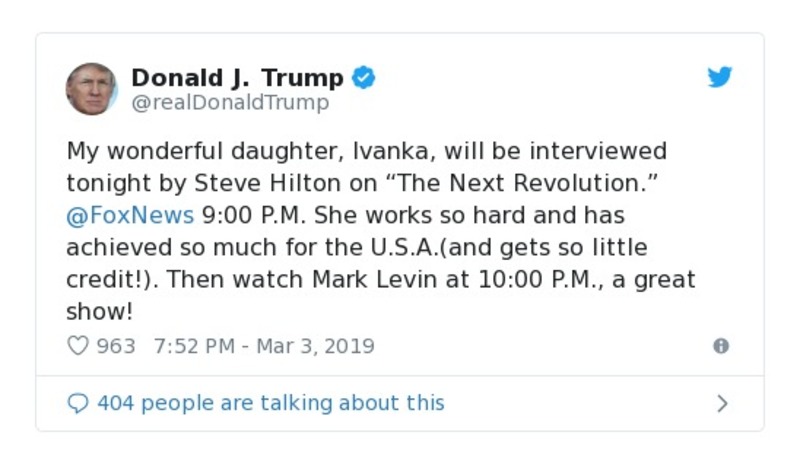 Donald J. Trump
@realDonaldTrump
My wonderful daughter, Ivanka, will be interviewed
tonight by Steve Hilton on “The Next Revolution.”
@FoxNews 9:00 P.M. She works so hard and has
achieved so much for the U.S.A.(and gets so little
credit!). Then watch Mark Levin at 10:00 P.M., a great
show!
963 7:52 PM - Mar 3, 2019
404 people are talking about this